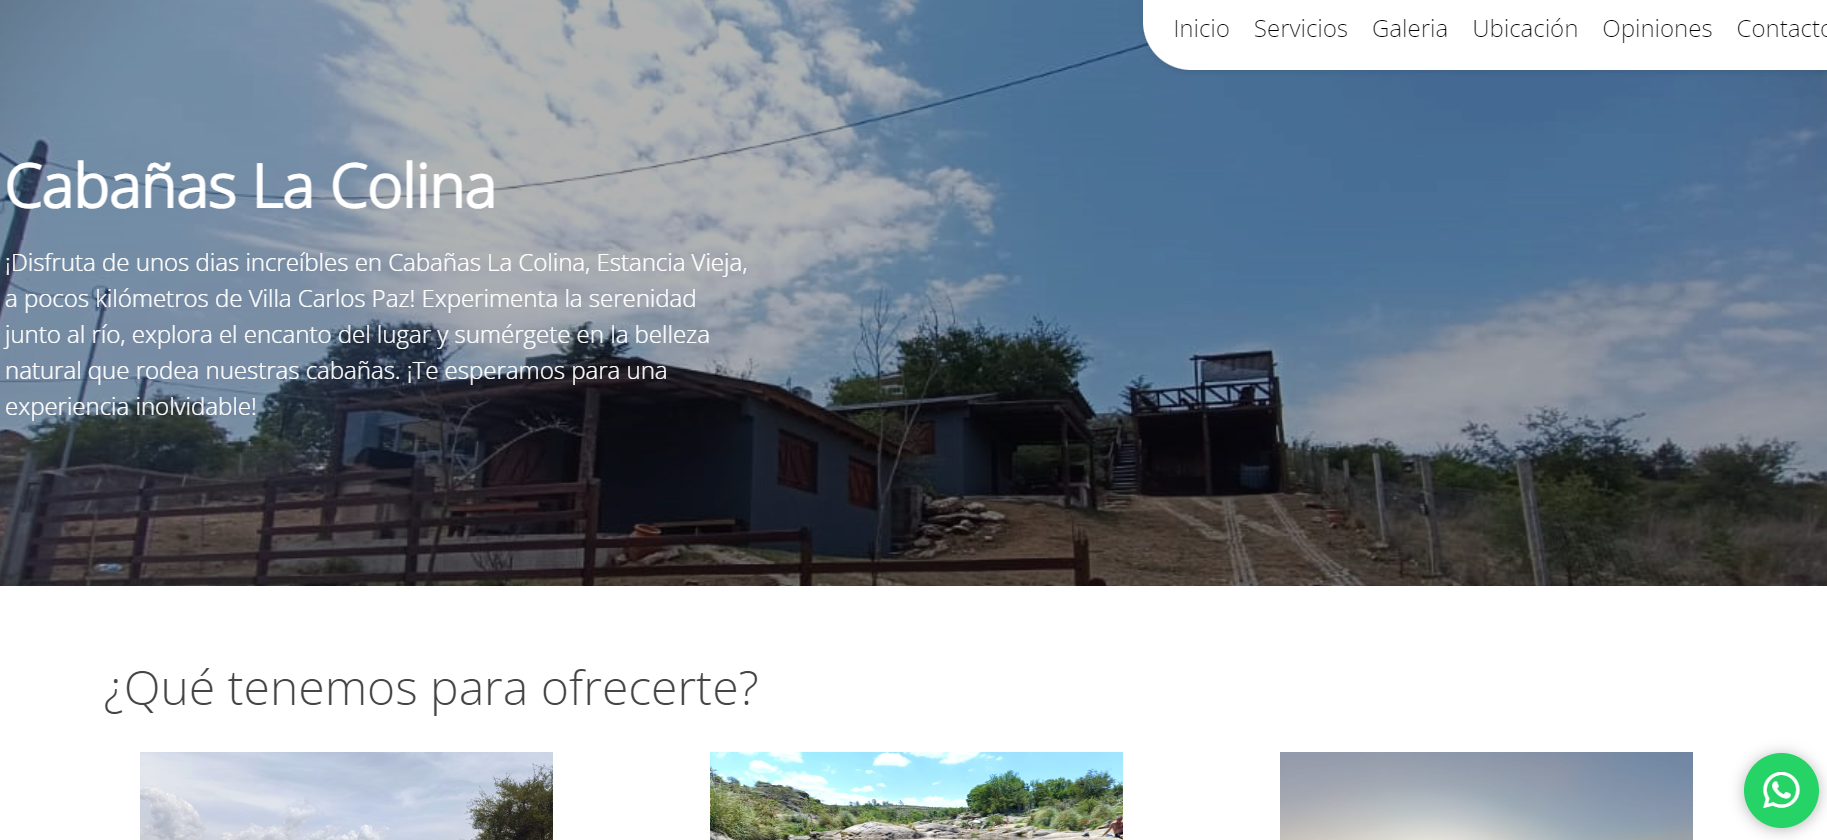 Inicio Servicios Galeria Ubicación Opiniones Contacto
Cabañas La Colina
¡Disfruta de unos dias increíbles en Cabañas La Colina, Estancia Vieja,
a pocos kilómetros de Villa Carlos Paz! Experimenta la serenidad
junto al río, explora el encanto del lugar y sumérgete en la belleza
natural que rodea nuestras cabañas. ¡Te esperamos para una
experiencia inolvidable!
¿Qué tenemos para ofrecerte?